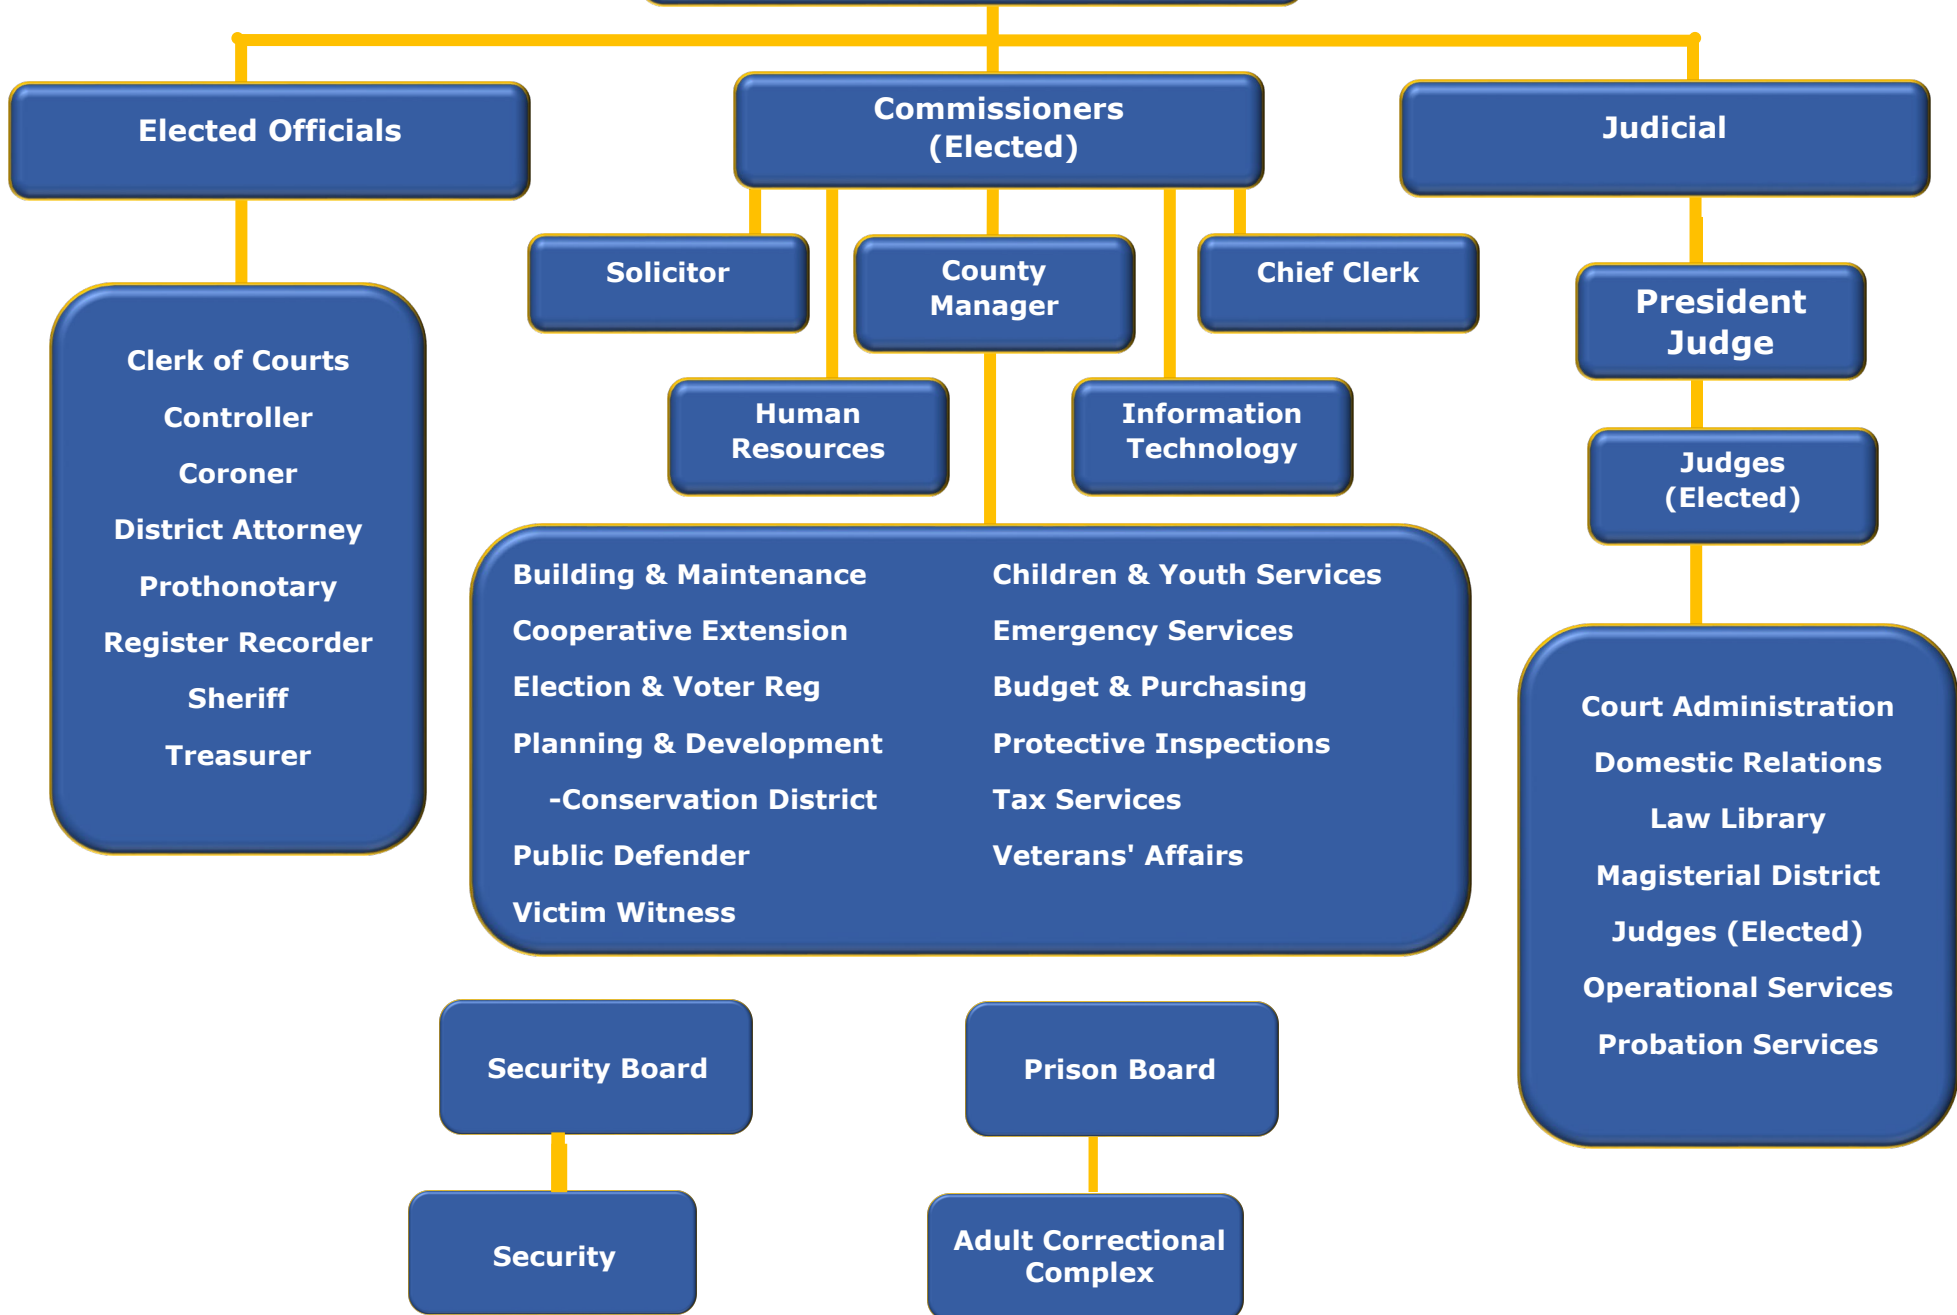 Elected Officials
Commissioners
(Elected)
Judicial
Solicitor
County
Manager
Chief Clerk
President
Judge
Clerk of Courts
Controller
Coroner
District Attorney
Prothonotary
Register Recorder
Sheriff
Treasurer
Human
Resources
Information
Technology
Judges
(Elected)
Building & Maintenance
Cooperative Extension
Election & Voter Reg
Planning & Development
-Conservation District
Public Defender
Victim Witness
Children & Youth Services
Emergency Services
Budget & Purchasing
Protective Inspections
Tax Services
Veterans' Affairs
Court Administration
Domestic Relations
Law Library
Magisterial District
Judges (Elected)
Operational Services
Probation Services
Security Board
Prison Board
Security
Adult Correctional
Complex